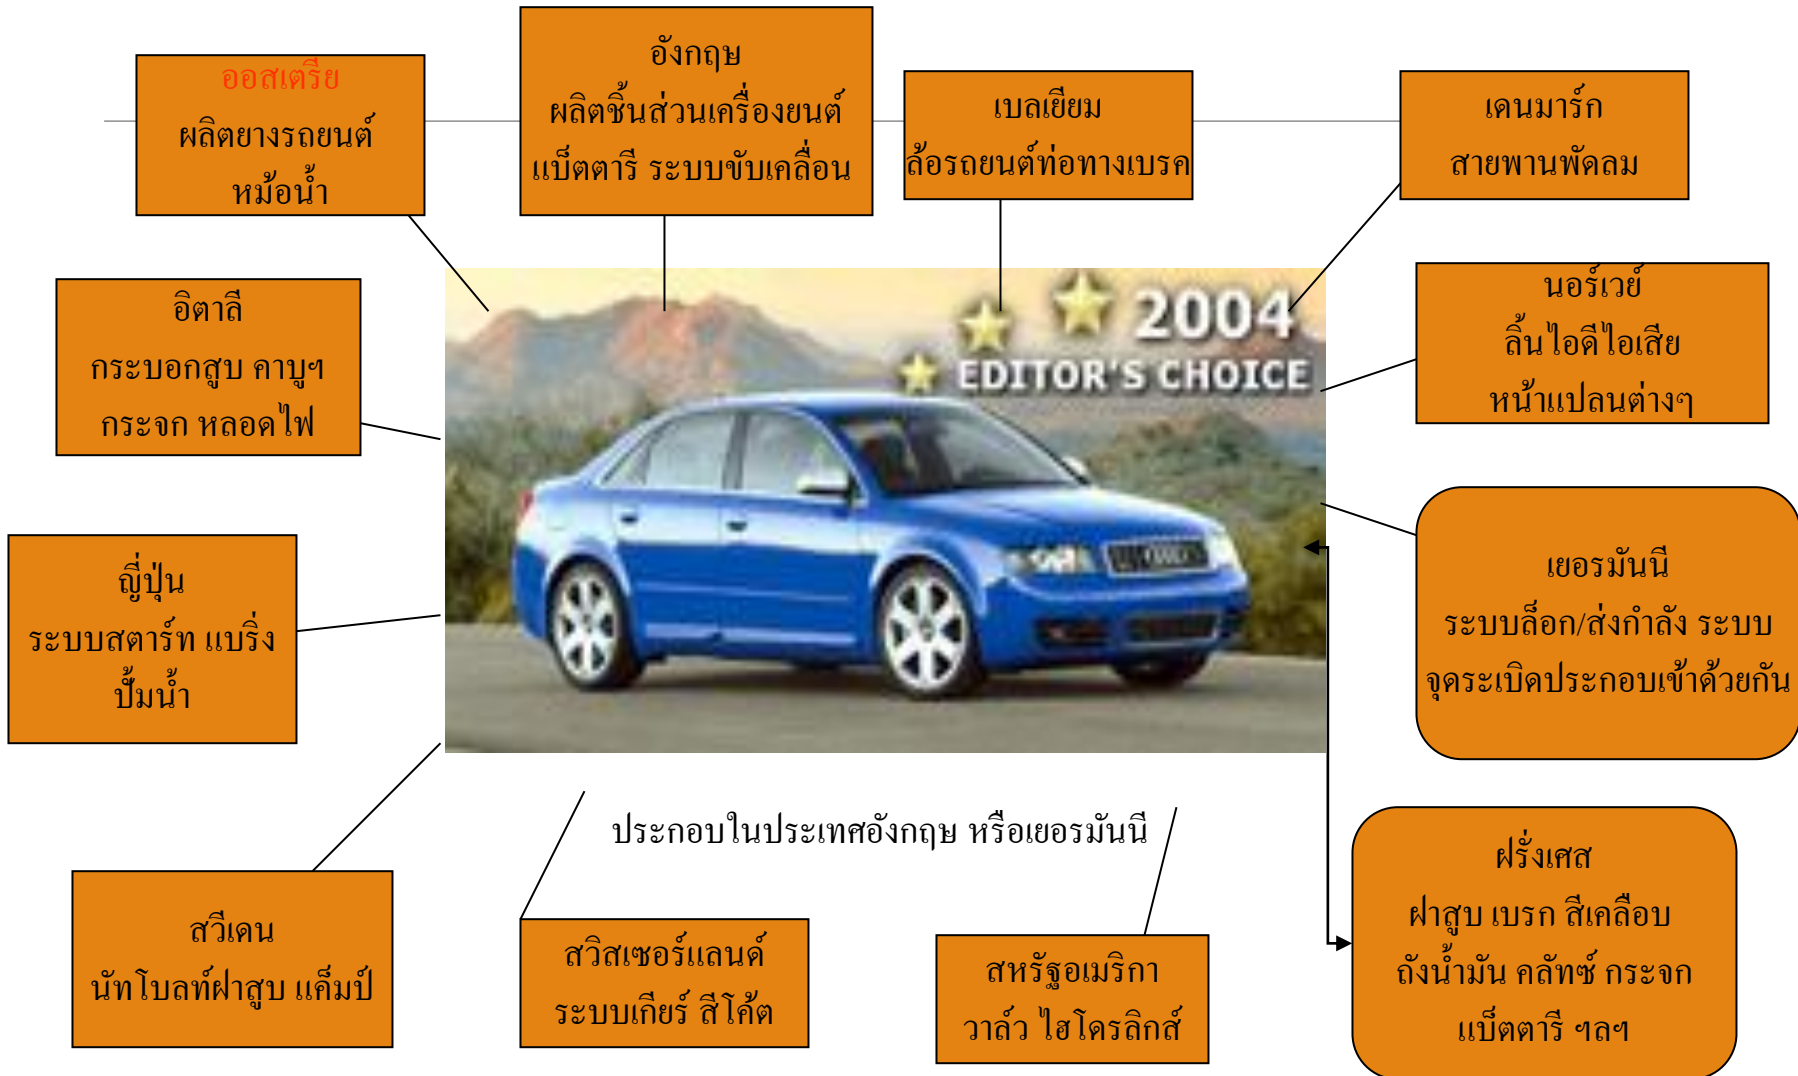 ออสเตรีย
ผลิตยางรถยนต์
หม้อน้ำ
อังกฤษ
ผลิตชิ้นส่วนเครื่องยนต์
แบ็ตตารี ระบบขับเคลื่อน
เบลเยียม
ล้อรถยนต์ท่อทางเบรค
เดนมาร์ก
สายพานพัดลม
อิตาลี
กระบอกสูบ คาบูฯ
กระจก หลอดไฟ
2004
EDITOR'S CHOICE
นอร์เวย์
ลิ้นไอดีไอเสีย
หน้าแปลนต่างๆ
ญี่ปุ่น
ระบบสตาร์ท แบริ่ง
ปั้มน้ำ
เยอรมันนี
ระบบล็อก/ส่งกำลัง ระบบ
จุดระเบิดประกอบเข้าด้วยกัน
ประกอบในประเทศอังกฤษ หรือเยอรมันนี
สวีเดน
นัทโบลท์ฝาสูบ แค็มป์
สวิสเซอร์แลนด์
ระบบเกียร์ สีโค้ต
สหรัฐอเมริกา
วาล์ว ไฮโดรลิกส์
ฝรั่งเศส
ฝาสูบ เบรก สีเคลือบ
ถังน้ำมัน คลัทซ์ กระจก
แบ็ตตารี ฯลฯ